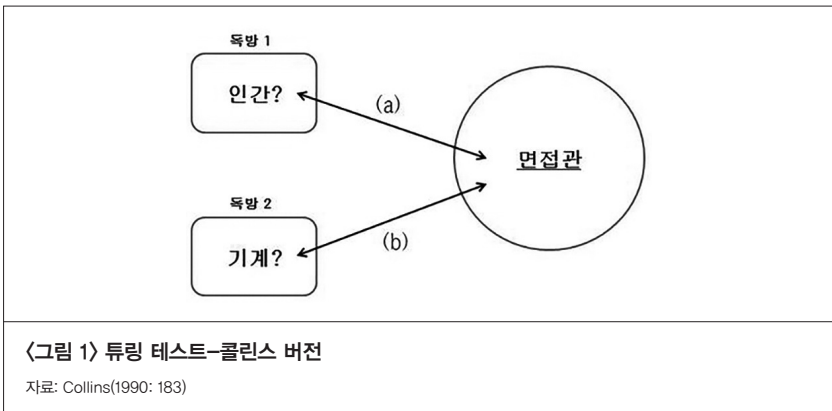 독방 1
인간?
(a)
면접관
독방 2
기계?
(b)
〈그림 1〉 튜링 테스트-콜린스 버전
자료: Collins(1990: 183)